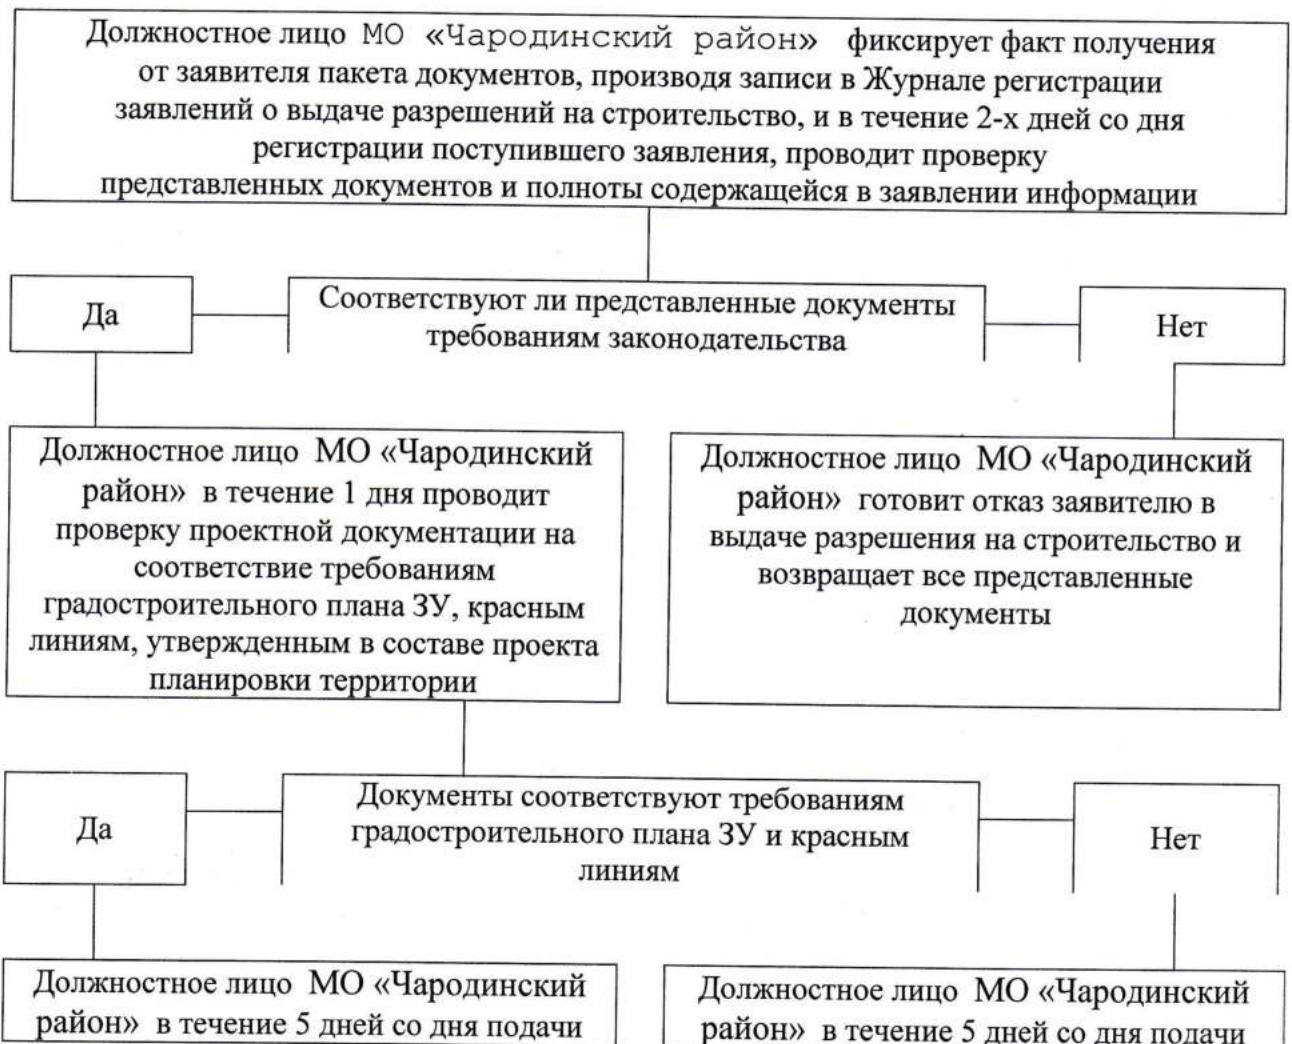 Должностное лицо МО «Чародинский район» фиксирует факт получения
от заявителя пакета документов, производя записи в Журнале регистрации
заявлений о выдаче разрешений на строительство, и в течение 2-х дней со дня
регистрации поступившего заявления, проводит проверку
представленных документов и полноты содержащейся в заявлении информации
Да
Соответствуют ли представленные документы
требованиям законодательства
Нет
Должностное лицо МО «Чародинский
район» в течение 1 дня проводит
проверку проектной документации на
соответствие требованиям
градостроительного плана ЗУ, красным
линиям, утвержденным в составе проекта
планировки территории
Должностное лицо МО «Чародинский
район» готовит отказ заявителю в
выдаче разрешения на строительство и
возвращает все представленные
документы
Да
Документы соответствуют требованиям
градостроительного плана ЗУ и красным
линиям
Нет
Должностное лицо МО «Чародинский
район» в течение 5 дней со дня подачи
Должностное лицо МО «Чародинский
район» в течение 5 дней со дня подачи